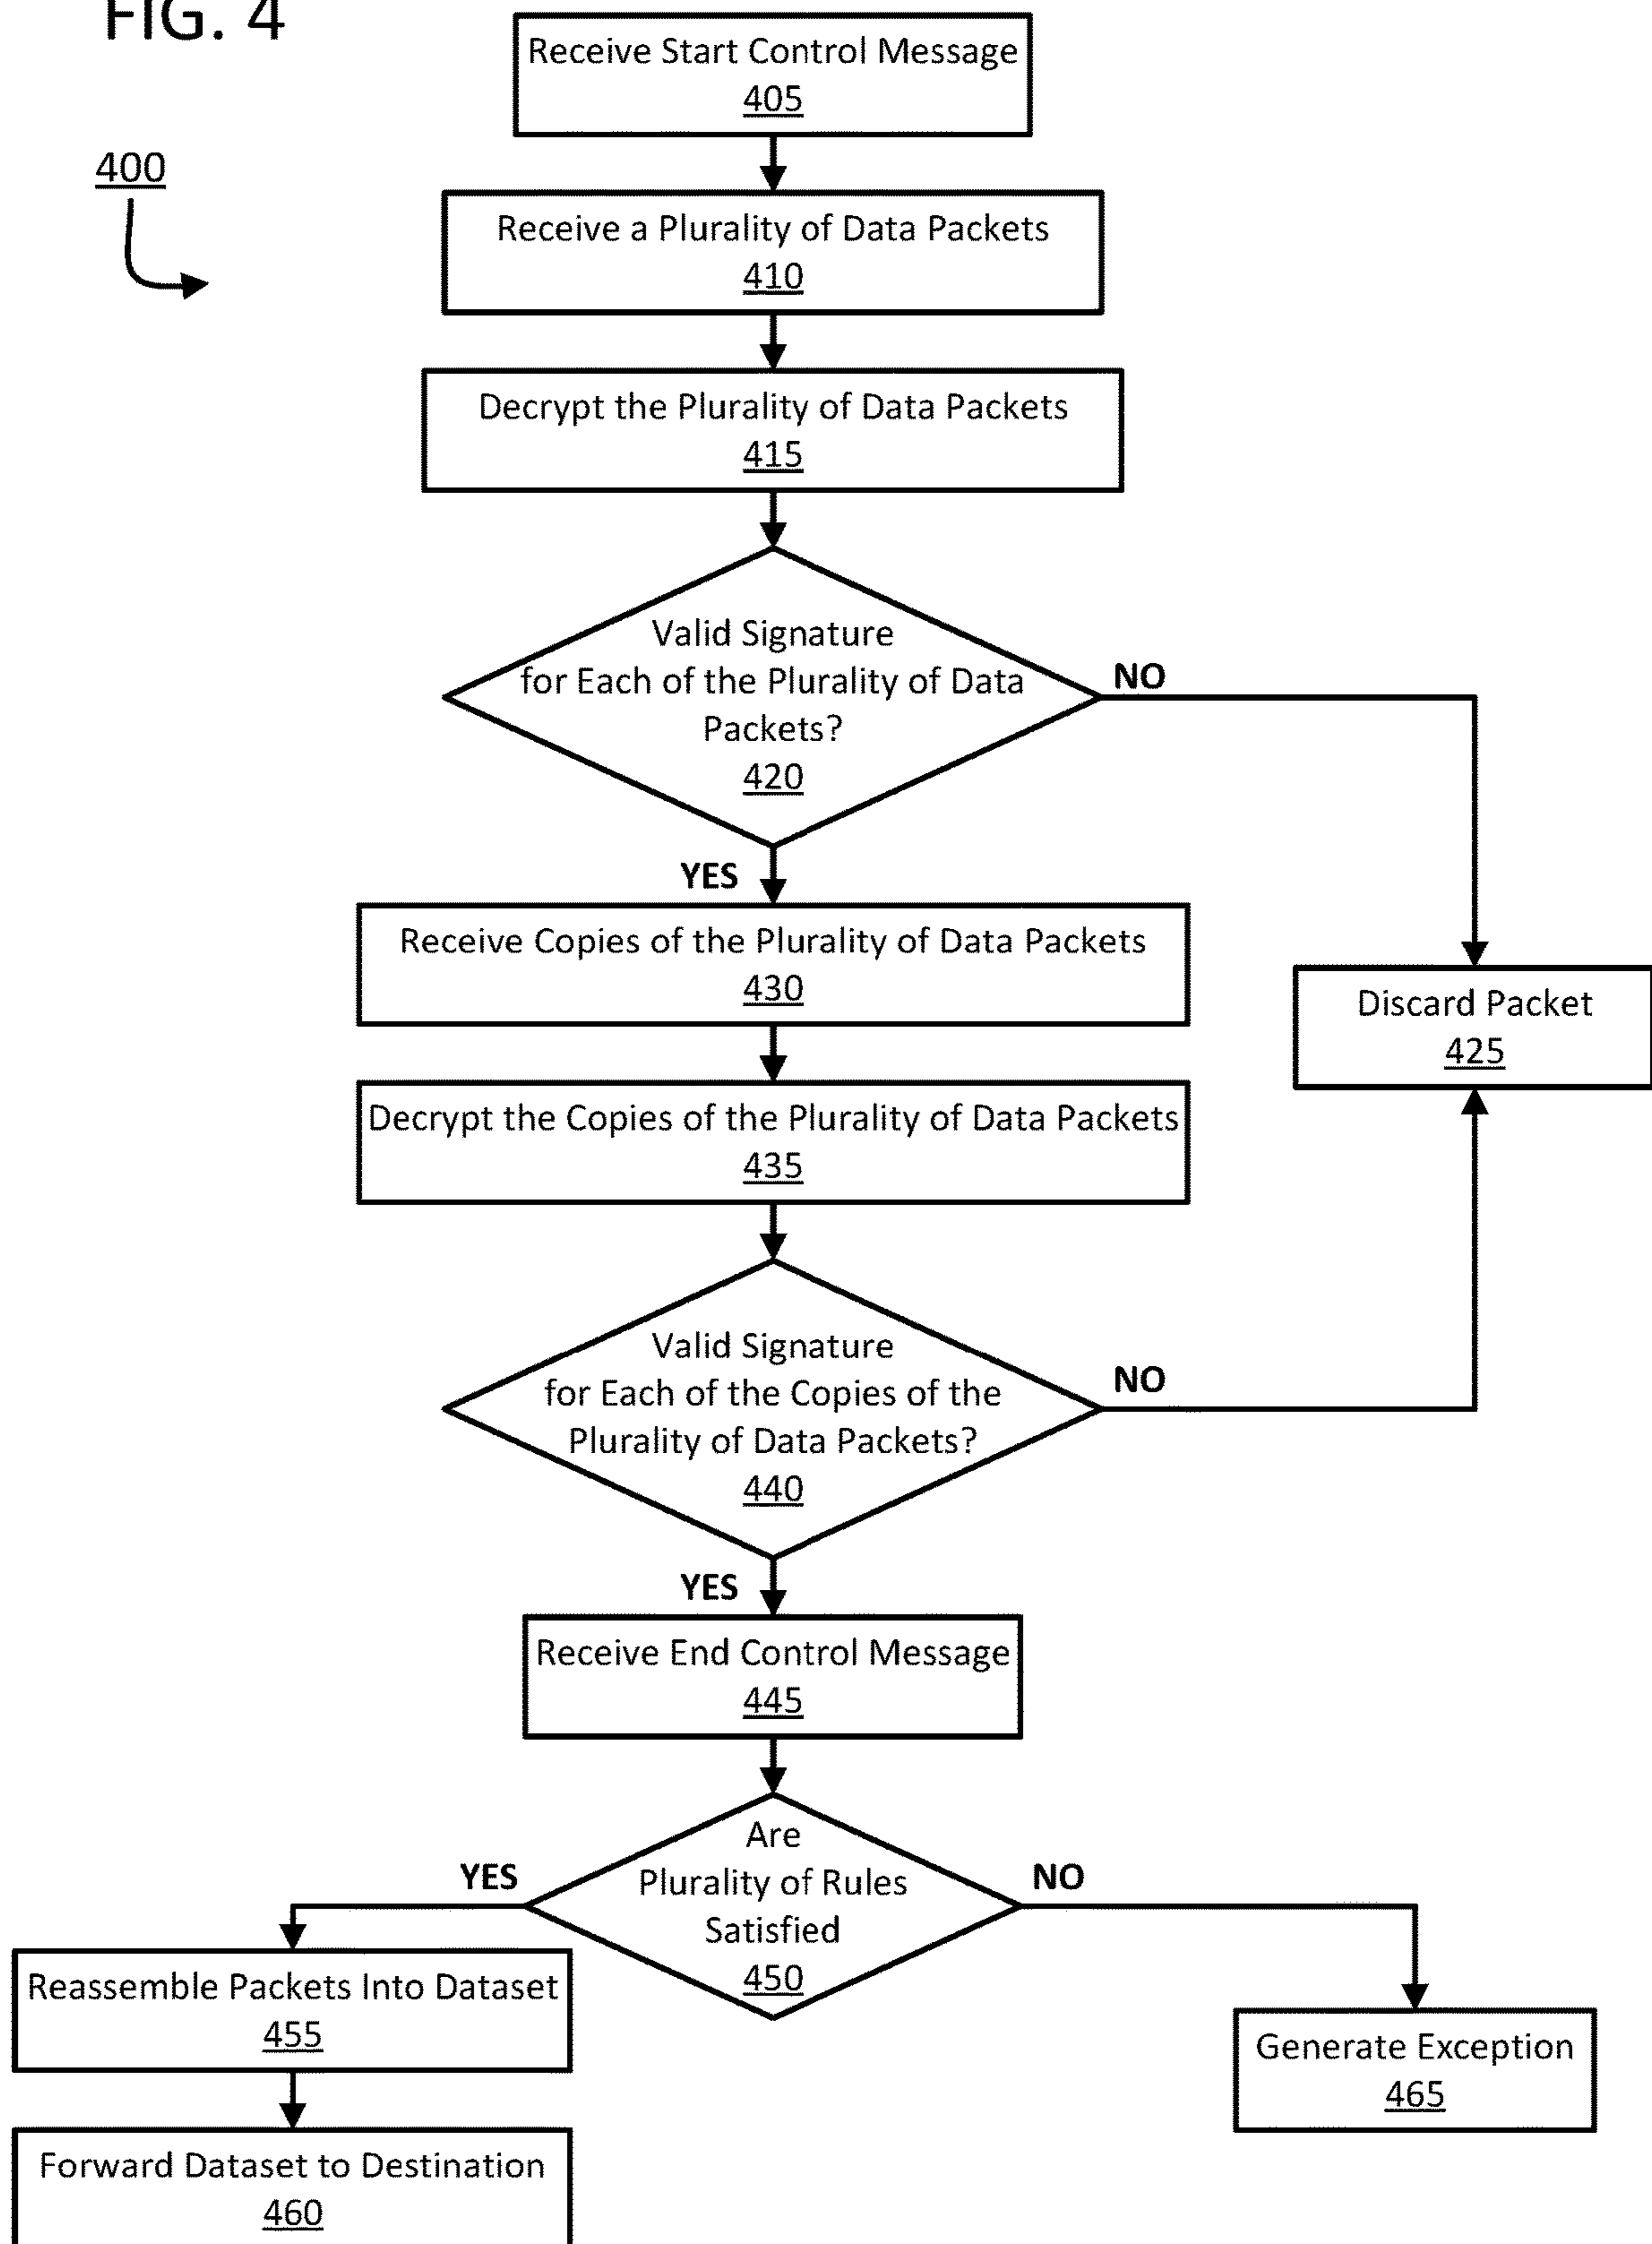 FIG. 4
Receive Start Control Message
405
400
Receive a Plurality of Data Packets
410
Decrypt the Plurality of Data Packets
415
Valid Signature
for Each of the Plurality of Data
Packets?
420
NO
YES
Receive Copies of the Plurality of Data Packets
430
Discard Packet
425
Decrypt the Copies of the Plurality of Data Packets
435
Valid Signature
for Each of the Copies of the
Plurality of Data Packets?
440
NO
YES
Receive End Control Message
445
Are
Plurality of Rules
Satisfied
450
YES
NO
Reassemble Packets Into Dataset
455
Generate Exception
465
Forward Dataset to Destination
460